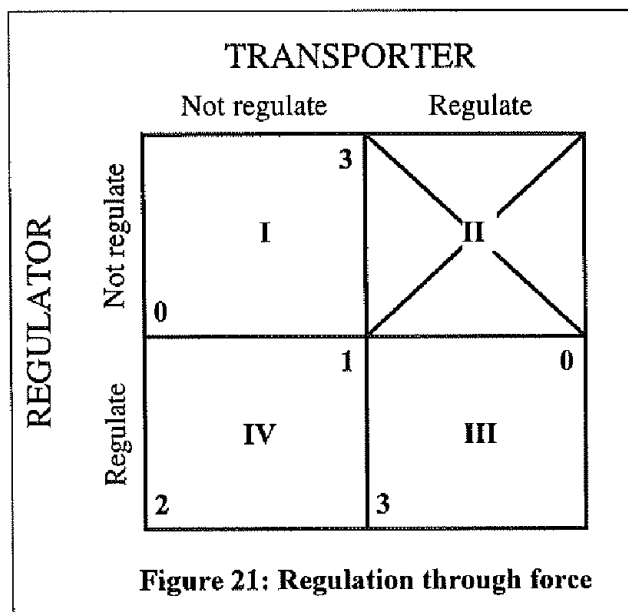 TRANSPORTER
Not regulate Regulate
REGULATOR
Not regulate
3
I II
0
Regulate
1 0
IV III
2 3
Figure 21: Regulation through force